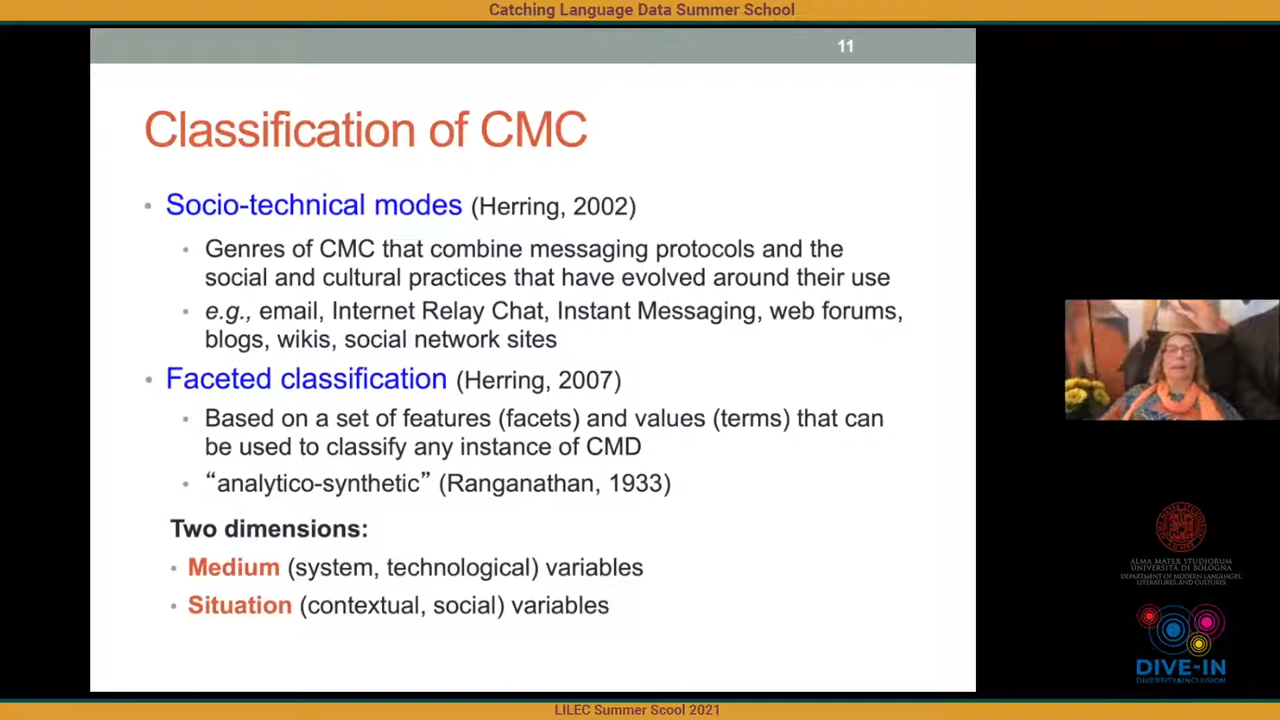 Catching Language Data Summer School
11
Classification of CMC
• Socio-technical modes (Herring, 2002)
• Genres of CMC that combine messaging protocols and the
social and cultural practices that have evolved around their use
• e.g., email, Internet Relay Chat, Instant Messaging, web forums,
blogs, wikis, social network sites
• Faceted classification (Herring, 2007)
• Based on a set of features (facets) and values (terms) that can
be used to classify any instance of CMD
• “analytico-synthetic” (Ranganathan, 1933)
Two dimensions:
• Medium (system, technological) variables
• Situation (contextual, social) variables
ALMA MATER STUDIORUM
UNIVERSITÀ DI BOLOGNA
DEPARTMENT OF MODERN LANGUAGES,
LITERATURES, AND CULTURES
DIVE-IN
DIVERSITY&INCLUSION
LILEC Summer Scool 2021